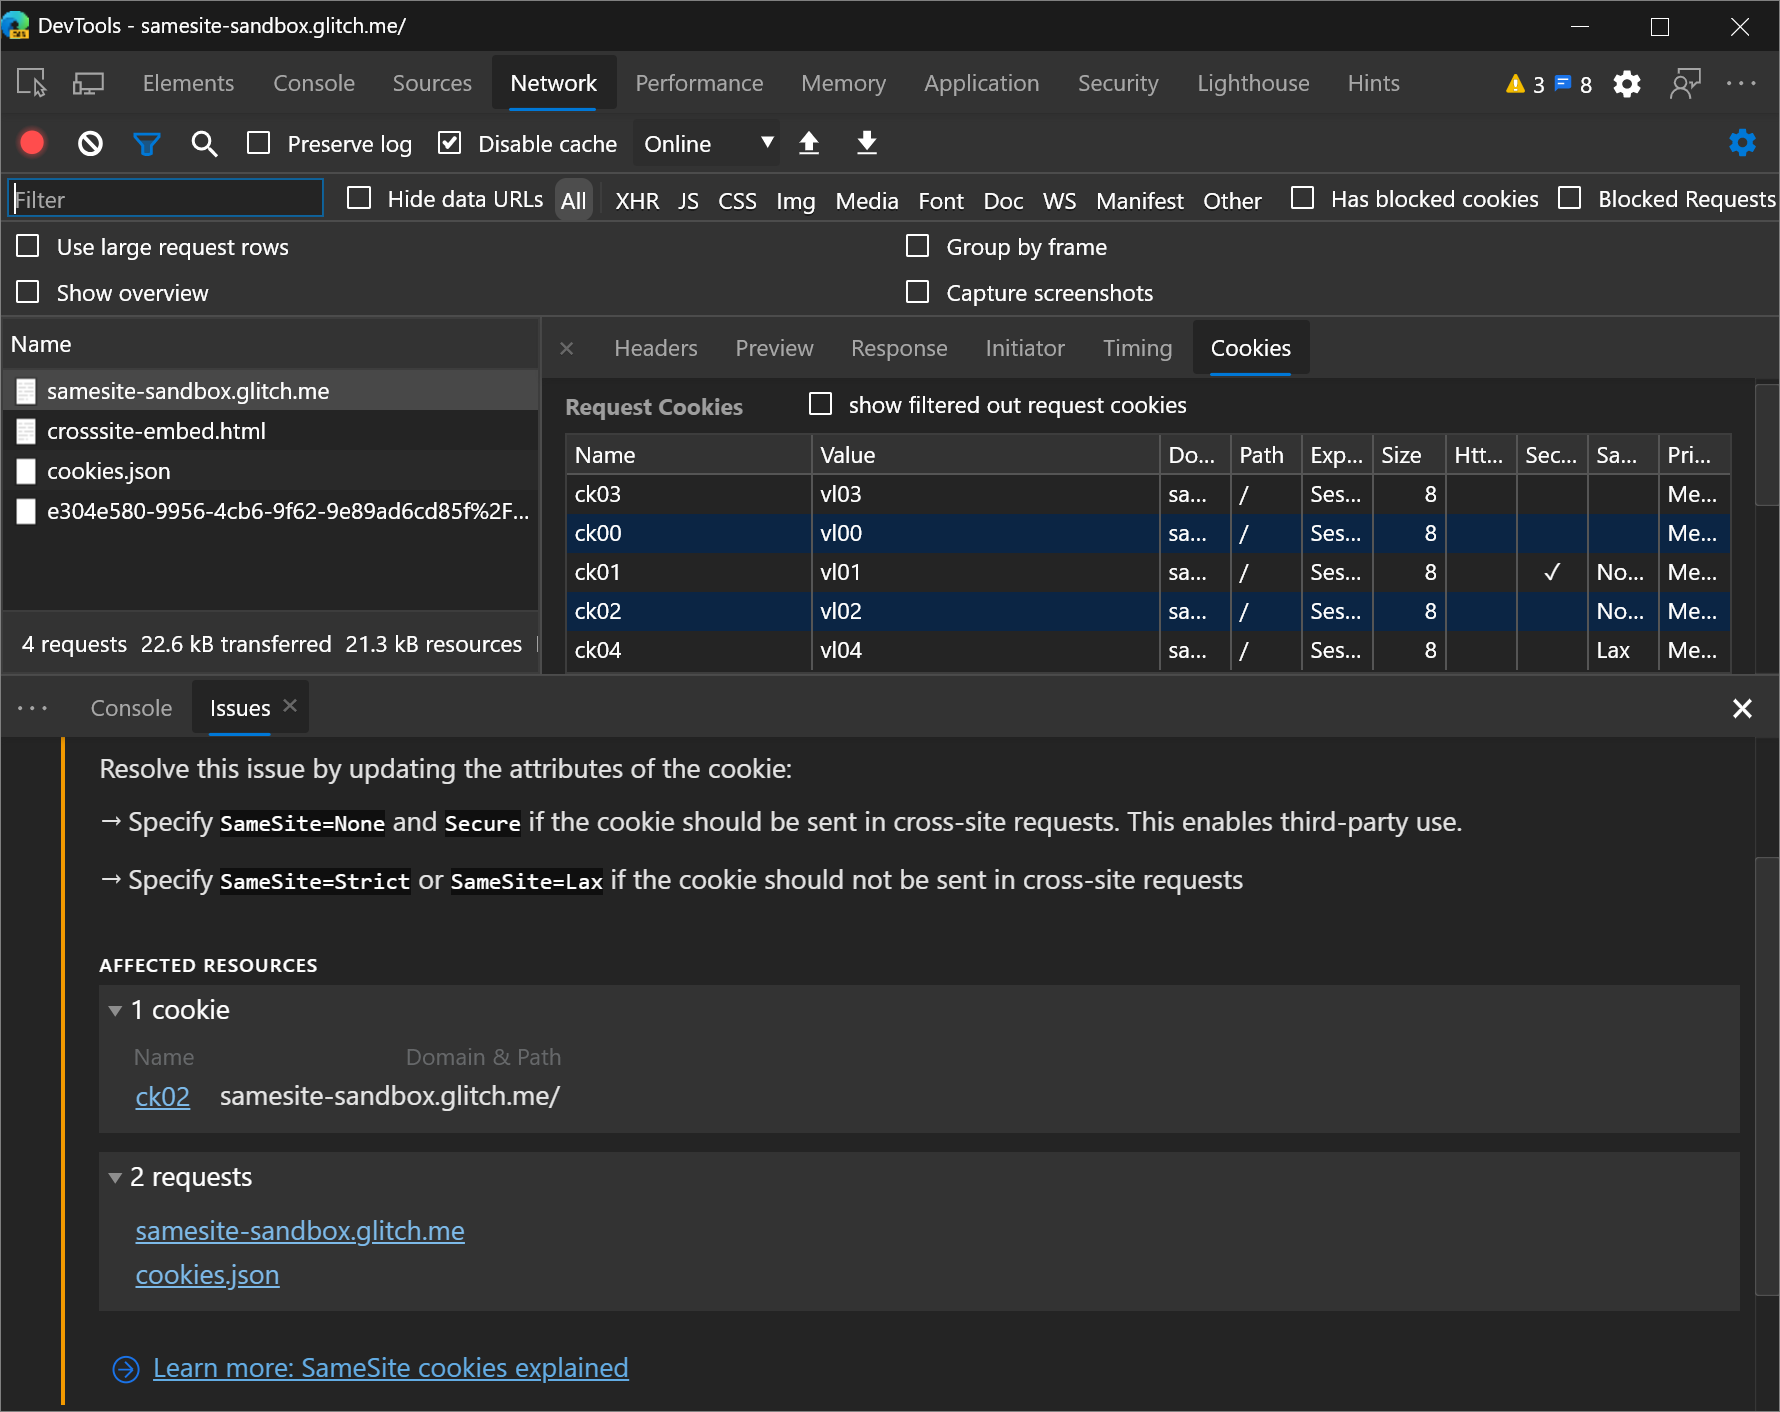 DevTools - samesite-sandbox.glitch.me/
Elements Console Sources Network Performance Memory Application Security Lighthouse Hints 3 8
Preserve log Disable cache Online
Filter Hide data URLs All XHR JS CSS Img Media Font Doc WS Manifest Other Has blocked cookies Blocked Requests
Use large request rows Group by frame
Show overview Capture screenshots
Name
samesite-sandbox.glitch.me
crosssite-embed.html
cookies.json
e304e580-9956-4cb6-9f62-9e89ad6cd85f%2F...
4 requests 22.6 kB transferred 21.3 kB resources
Headers Preview Response Initiator Timing Cookies
Request Cookies show filtered out request cookies
Name Value Do... Path Exp... Size Htt... Sec... Sa... Pri...
ck03 vl03 sa... / Ses... 8 Me...
ck00 vl00 sa... / Ses... 8 Me...
ck01 vl01 sa... / Ses... 8 ✓ No... Me...
ck02 vl02 sa... / Ses... 8 No... Me...
ck04 vl04 sa... / Ses... 8 Lax Me...
Console Issues
Resolve this issue by updating the attributes of the cookie:
→ Specify SameSite=None and Secure if the cookie should be sent in cross-site requests. This enables third-party use.
→ Specify SameSite=Strict or SameSite=Lax if the cookie should not be sent in cross-site requests
AFFECTED RESOURCES
1 cookie
Name Domain & Path
ck02 samesite-sandbox.glitch.me/
2 requests
samesite-sandbox.glitch.me
cookies.json
Learn more: SameSite cookies explained